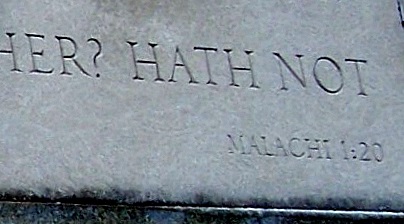 HER? HATH NOT
MALACHI 1:20